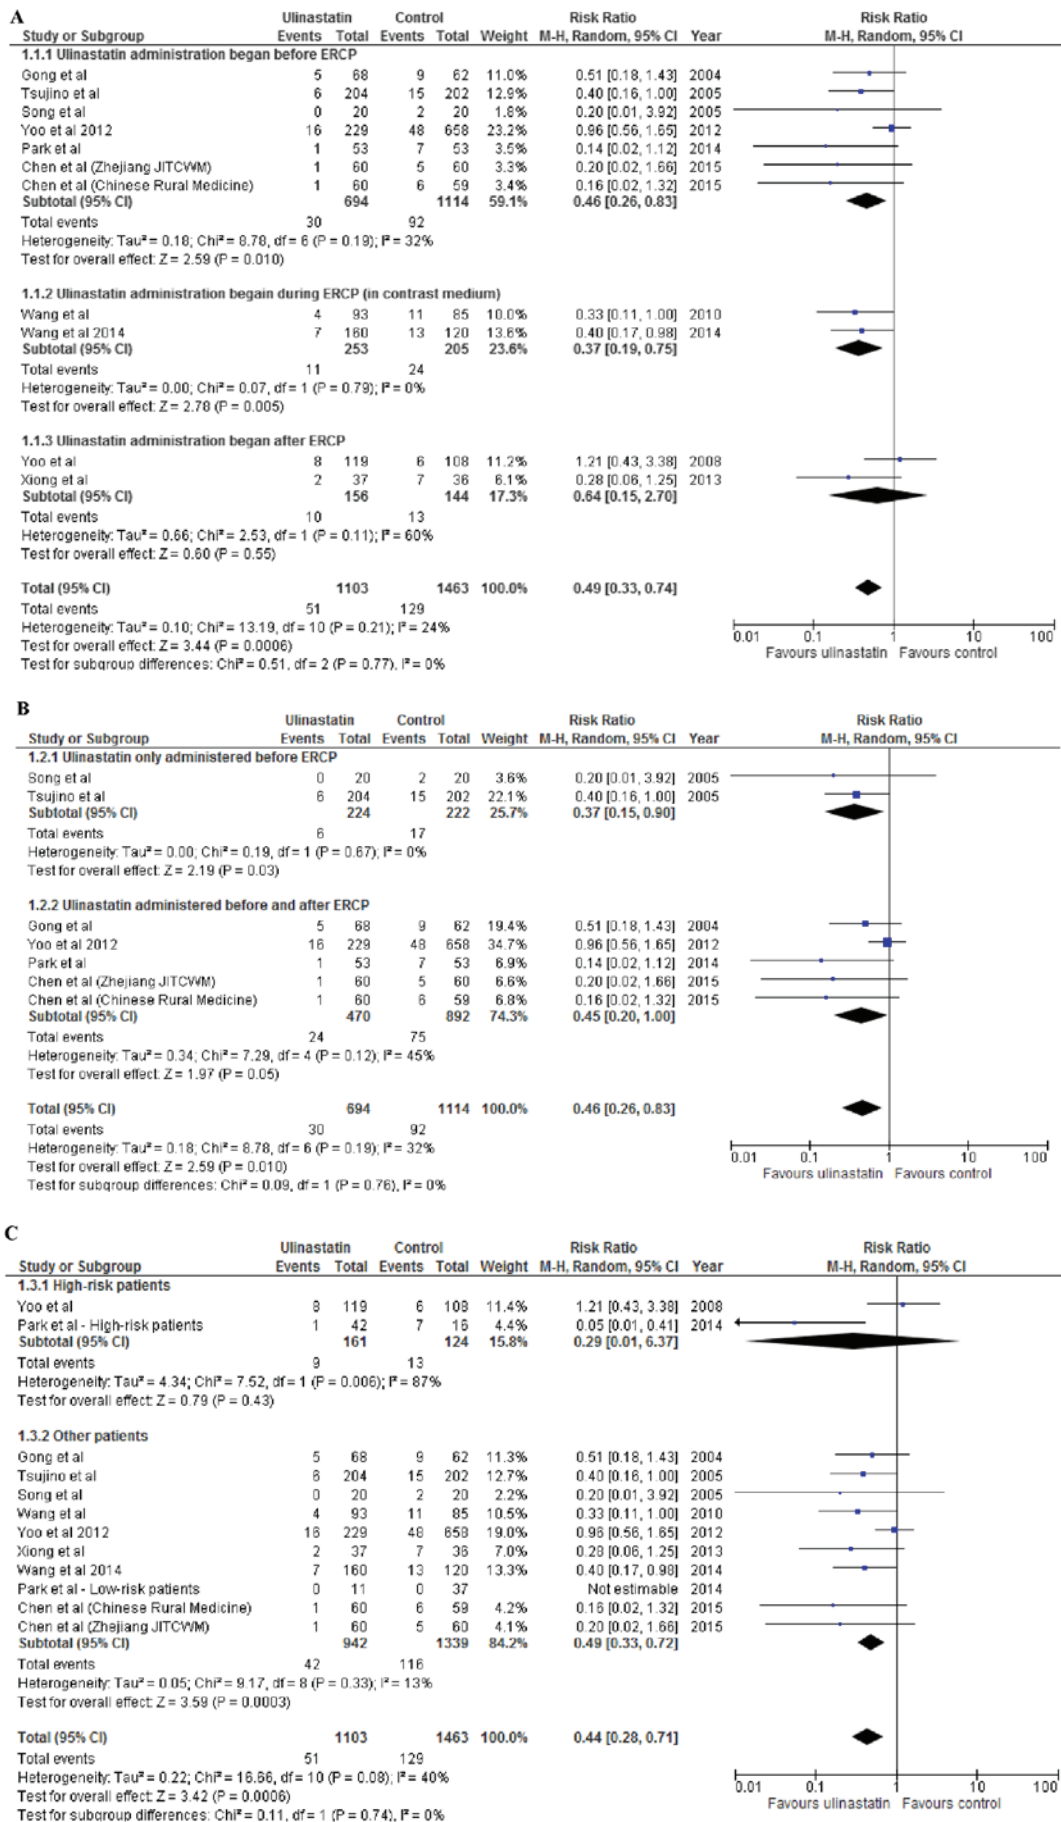 A
Ulinastatin Control Risk Ratio Risk Ratio
Study or Subgroup Events Total Events Total Weight M-H, Random, 95% CI Year M-H, Random, 95% CI
1.1.1 Ulinastatin administration began before ERCP
Gong et al 5 68 9 62 11.0% 0.51 [0.18, 1.43] 2004
Tsujino et al 6 204 15 202 12.9% 0.40 [0.16, 1.00] 2005
Song et al 0 20 2 20 1.8% 0.20 [0.01, 3.92] 2005
Yoo et al 2012 16 229 48 658 23.2% 0.96 [0.56, 1.65] 2012
Park et al 1 53 7 53 3.5% 0.14 [0.02, 1.12] 2014
Chen et al (Zhejiang JITCWM) 1 60 5 60 3.3% 0.20 [0.02, 1.66] 2015
Chen et al (Chinese Rural Medicine) 1 60 6 59 3.4% 0.16 [0.02, 1.32] 2015
Subtotal (95% CI) 694 1114 59.1% 0.46 [0.26, 0.83]
Total events 30 92
Heterogeneity: Tau² = 0.18; Chi² = 8.78, df = 6 (P = 0.19); I² = 32%
Test for overall effect: Z = 2.59 (P = 0.010)
1.1.2 Ulinastatin administration begain during ERCP (in contrast medium)
Wang et al 4 93 11 85 10.0% 0.33 [0.11, 1.00] 2010
Wang et al 2014 7 160 13 120 13.6% 0.40 [0.17, 0.98] 2014
Subtotal (95% CI) 253 205 23.6% 0.37 [0.19, 0.75]
Total events 11 24
Heterogeneity: Tau² = 0.00; Chi² = 0.07, df = 1 (P = 0.79); I² = 0%
Test for overall effect: Z = 2.78 (P = 0.005)
1.1.3 Ulinastatin administration began after ERCP
Yoo et al 8 119 6 108 11.2% 1.21 [0.43, 3.38] 2008
Xiong et al 2 37 7 36 6.1% 0.28 [0.06, 1.25] 2013
Subtotal (95% CI) 156 144 17.3% 0.64 [0.15, 2.70]
Total events 10 13
Heterogeneity: Tau² = 0.66; Chi² = 2.53, df = 1 (P = 0.11); I² = 60%
Test for overall effect: Z = 0.60 (P = 0.55)
Total (95% CI) 1103 1463 100.0% 0.49 [0.33, 0.74]
Total events 51 129
Heterogeneity: Tau² = 0.10; Chi² = 13.19, df = 10 (P = 0.21); I² = 24%
Test for overall effect: Z = 3.44 (P = 0.0006)
Test for subgroup differences: Chi² = 0.51, df = 2 (P = 0.77), I² = 0%
0.01 0.1 1 10 100
Favours ulinastatin Favours control
B
Ulinastatin Control Risk Ratio Risk Ratio
Study or Subgroup Events Total Events Total Weight M-H, Random, 95% CI Year M-H, Random, 95% CI
1.2.1 Ulinastatin only administered before ERCP
Song et al 0 20 2 20 3.6% 0.20 [0.01, 3.92] 2005
Tsujino et al 6 204 15 202 22.1% 0.40 [0.16, 1.00] 2005
Subtotal (95% CI) 224 222 25.7% 0.37 [0.15, 0.90]
Total events 6 17
Heterogeneity: Tau² = 0.00; Chi² = 0.19, df = 1 (P = 0.67); I² = 0%
Test for overall effect: Z = 2.19 (P = 0.03)
1.2.2 Ulinastatin administered before and after ERCP
Gong et al 5 68 9 62 19.4% 0.51 [0.18, 1.43] 2004
Yoo et al 2012 16 229 48 658 34.7% 0.96 [0.56, 1.65] 2012
Park et al 1 53 7 53 6.9% 0.14 [0.02, 1.12] 2014
Chen et al (Zhejiang JITCWM) 1 60 5 60 6.6% 0.20 [0.02, 1.66] 2015
Chen et al (Chinese Rural Medicine) 1 60 6 59 6.8% 0.16 [0.02, 1.32] 2015
Subtotal (95% CI) 470 892 74.3% 0.45 [0.20, 1.00]
Total events 24 75
Heterogeneity: Tau² = 0.34; Chi² = 7.29, df = 4 (P = 0.12); I² = 45%
Test for overall effect: Z = 1.97 (P = 0.05)
Total (95% CI) 694 1114 100.0% 0.46 [0.26, 0.83]
Total events 30 92
Heterogeneity: Tau² = 0.18; Chi² = 8.78, df = 6 (P = 0.19); I² = 32%
Test for overall effect: Z = 2.59 (P = 0.010)
Test for subgroup differences: Chi² = 0.09, df = 1 (P = 0.76), I² = 0%
0.01 0.1 1 10 100
Favours ulinastatin Favours control
C
Ulinastatin Control Risk Ratio Risk Ratio
Study or Subgroup Events Total Events Total Weight M-H, Random, 95% CI Year M-H, Random, 95% CI
1.3.1 High-risk patients
Yoo et al 8 119 6 108 11.4% 1.21 [0.43, 3.38] 2008
Park et al - High-risk patients 1 42 7 16 4.4% 0.05 [0.01, 0.41] 2014
Subtotal (95% CI) 161 124 15.8% 0.29 [0.01, 6.37]
Total events 9 13
Heterogeneity: Tau² = 4.34; Chi² = 7.52, df = 1 (P = 0.006); I² = 87%
Test for overall effect: Z = 0.79 (P = 0.43)
1.3.2 Other patients
Gong et al 5 68 9 62 11.3% 0.51 [0.18, 1.43] 2004
Tsujino et al 6 204 15 202 12.7% 0.40 [0.16, 1.00] 2005
Song et al 0 20 2 20 2.2% 0.20 [0.01, 3.92] 2005
Wang et al 4 93 11 85 10.5% 0.33 [0.11, 1.00] 2010
Yoo et al 2012 16 229 48 658 19.0% 0.96 [0.56, 1.65] 2012
Xiong et al 2 37 7 36 7.0% 0.28 [0.06, 1.25] 2013
Wang et al 2014 7 160 13 120 13.3% 0.40 [0.17, 0.98] 2014
Park et al - Low-risk patients 0 11 0 37 Not estimable 2014
Chen et al (Chinese Rural Medicine) 1 60 6 59 4.2% 0.16 [0.02, 1.32] 2015
Chen et al (Zhejiang JITCWM) 1 60 5 60 4.1% 0.20 [0.02, 1.66] 2015
Subtotal (95% CI) 942 1339 84.2% 0.49 [0.33, 0.72]
Total events 42 116
Heterogeneity: Tau² = 0.05; Chi² = 9.17, df = 8 (P = 0.33); I² = 13%
Test for overall effect: Z = 3.59 (P = 0.0003)
Total (95% CI) 1103 1463 100.0% 0.44 [0.28, 0.71]
Total events 51 129
Heterogeneity: Tau² = 0.22; Chi² = 16.66, df = 10 (P = 0.08); I² = 40%
Test for overall effect: Z = 3.42 (P = 0.0006)
Test for subgroup differences: Chi² = 0.11, df = 1 (P = 0.74), I² = 0%
0.01 0.1 1 10 100
Favours ulinastatin Favours control